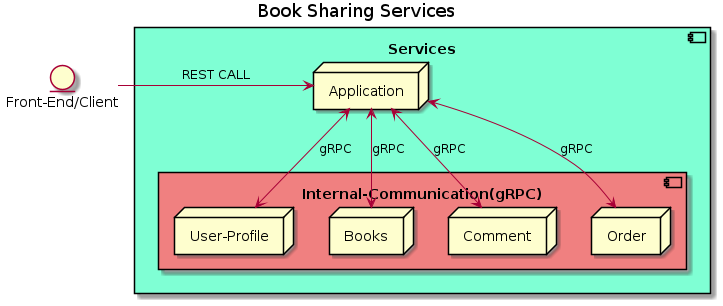 Book Sharing Services
Services
Front-End/Client
REST CALL
Application
gRPC
gRPC
gRPC
gRPC
Internal-Communication(gRPC)
User-Profile
Books
Comment
Order